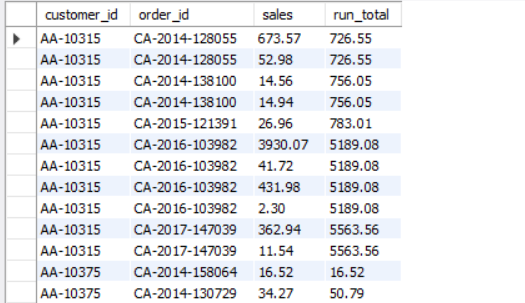 customer_id order_id sales run_total
AA-10315 CA-2014-128055 673.57 726.55
AA-10315 CA-2014-128055 52.98 726.55
AA-10315 CA-2014-138100 14.56 756.05
AA-10315 CA-2014-138100 14.94 756.05
AA-10315 CA-2015-121391 26.96 783.01
AA-10315 CA-2016-103982 3930.07 5189.08
AA-10315 CA-2016-103982 41.72 5189.08
AA-10315 CA-2016-103982 431.98 5189.08
AA-10315 CA-2016-103982 2.30 5189.08
AA-10315 CA-2017-147039 362.94 5563.56
AA-10315 CA-2017-147039 11.54 5563.56
AA-10375 CA-2014-158064 16.52 16.52
AA-10375 CA-2014-130729 34.27 50.79